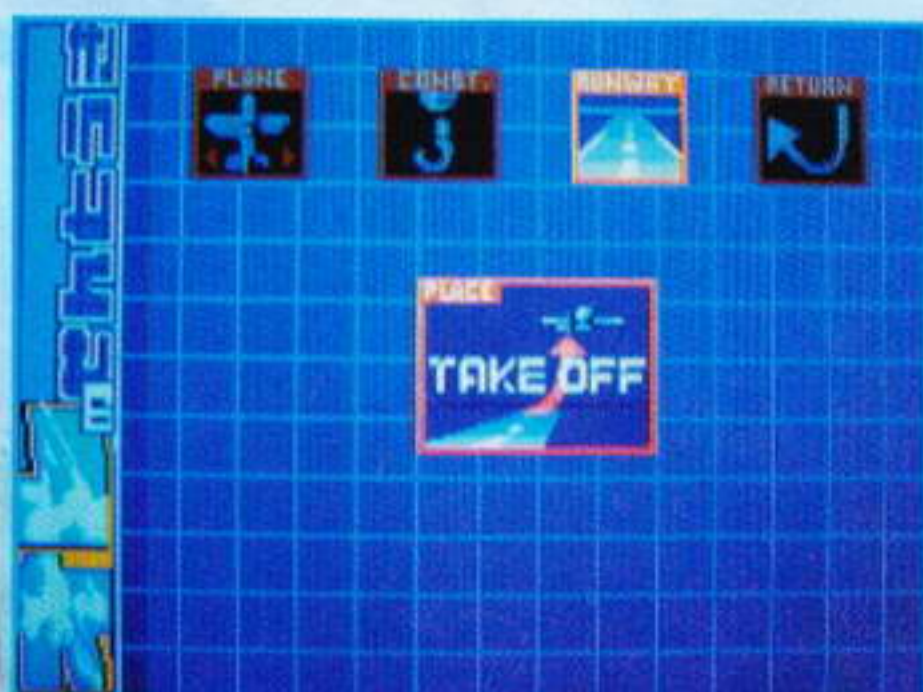 PLANE
CONST.
RUNWAY
RETURN
PLACE
TAKE OFF